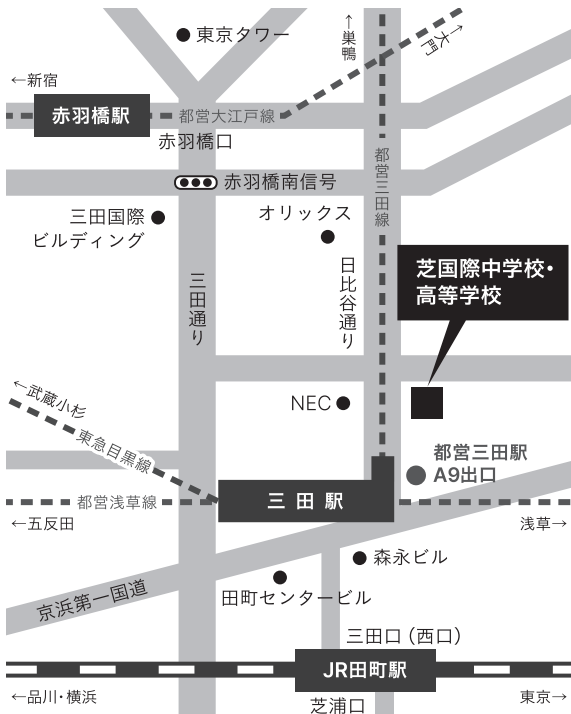 東京タワー
↑巣鴨
大門→
←新宿
赤羽橋駅
都営大江戸線
赤羽橋口
都営三田線
赤羽橋南信号
三田国際
ビルディング
オリックス
三田通り
日比谷通り
芝国際中学校・
高等学校
←武蔵小杉
NEC
東急目黒線
都営三田駅
A9出口
都営浅草線
三田駅
←五反田
浅草→
森永ビル
田町センタービル
京浜第一国道
三田口（西口）
JR田町駅
←品川・横浜
東京→
芝浦口